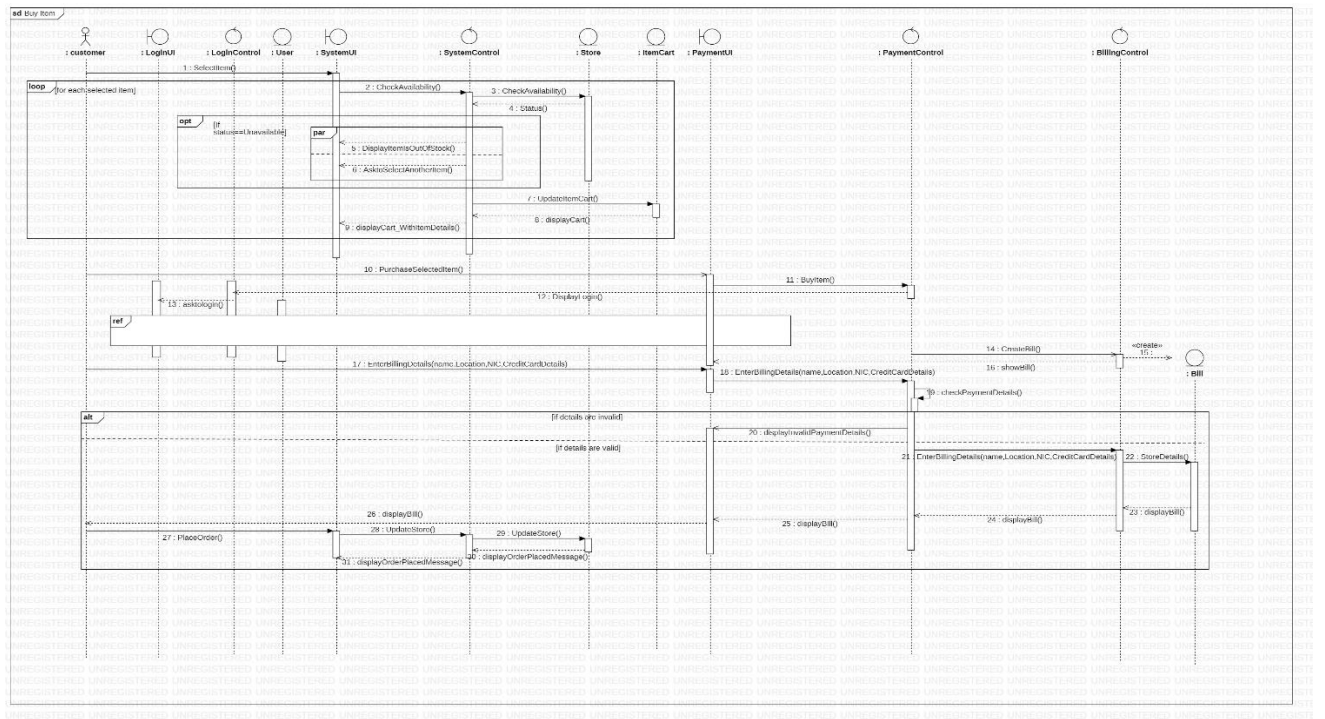 sd Buy Item
: customer
: LoginUI
: LoginControl
: User
: SystemUI
: SystemControl
: Store
: ItemCart
: PaymentUI
: PaymentControl
: BillingControl
1 : SelectItem()
loop
[for each selected item]
2 : CheckAvailability()
3 : CheckAvailability()
4 : Status()
opt
[If
status==Unavailable]
par
5 : DisplayItemIsOutOfStock()
6 : AsktoSelectAnotherItem()
7 : UpdateItemCart()
8 : displayCart()
9 : displayCart_WithItemDetails()
10 : PurchaseSelectedItem()
11 : BuyItem()
12 : DisplayLogin()
13 : asktologin()
ref
14 : CreateBill()
«create»
15 :
16 : showBill()
: Bill
17 : EnterBillingDetails(name,Location,NIC,CreditCardDetails)
18 : EnterBillingDetails(name,Location,NIC,CreditCardDetails)
19 : checkPaymentDetails()
alt
[if details are invalid]
20 : displayInvalidPaymentDetails()
[if details are valid]
21 : EnterBillingDetails(name,Location,NIC,CreditCardDetails)
22 : StoreDetails()
23 : displayBill()
24 : displayBill()
25 : displayBill()
26 : displayBill()
27 : PlaceOrder()
28 : UpdateStore()
29 : UpdateStore()
30 : displayOrderPlacedMessage()
31 : displayOrderPlacedMessage()
UNREGISTERED